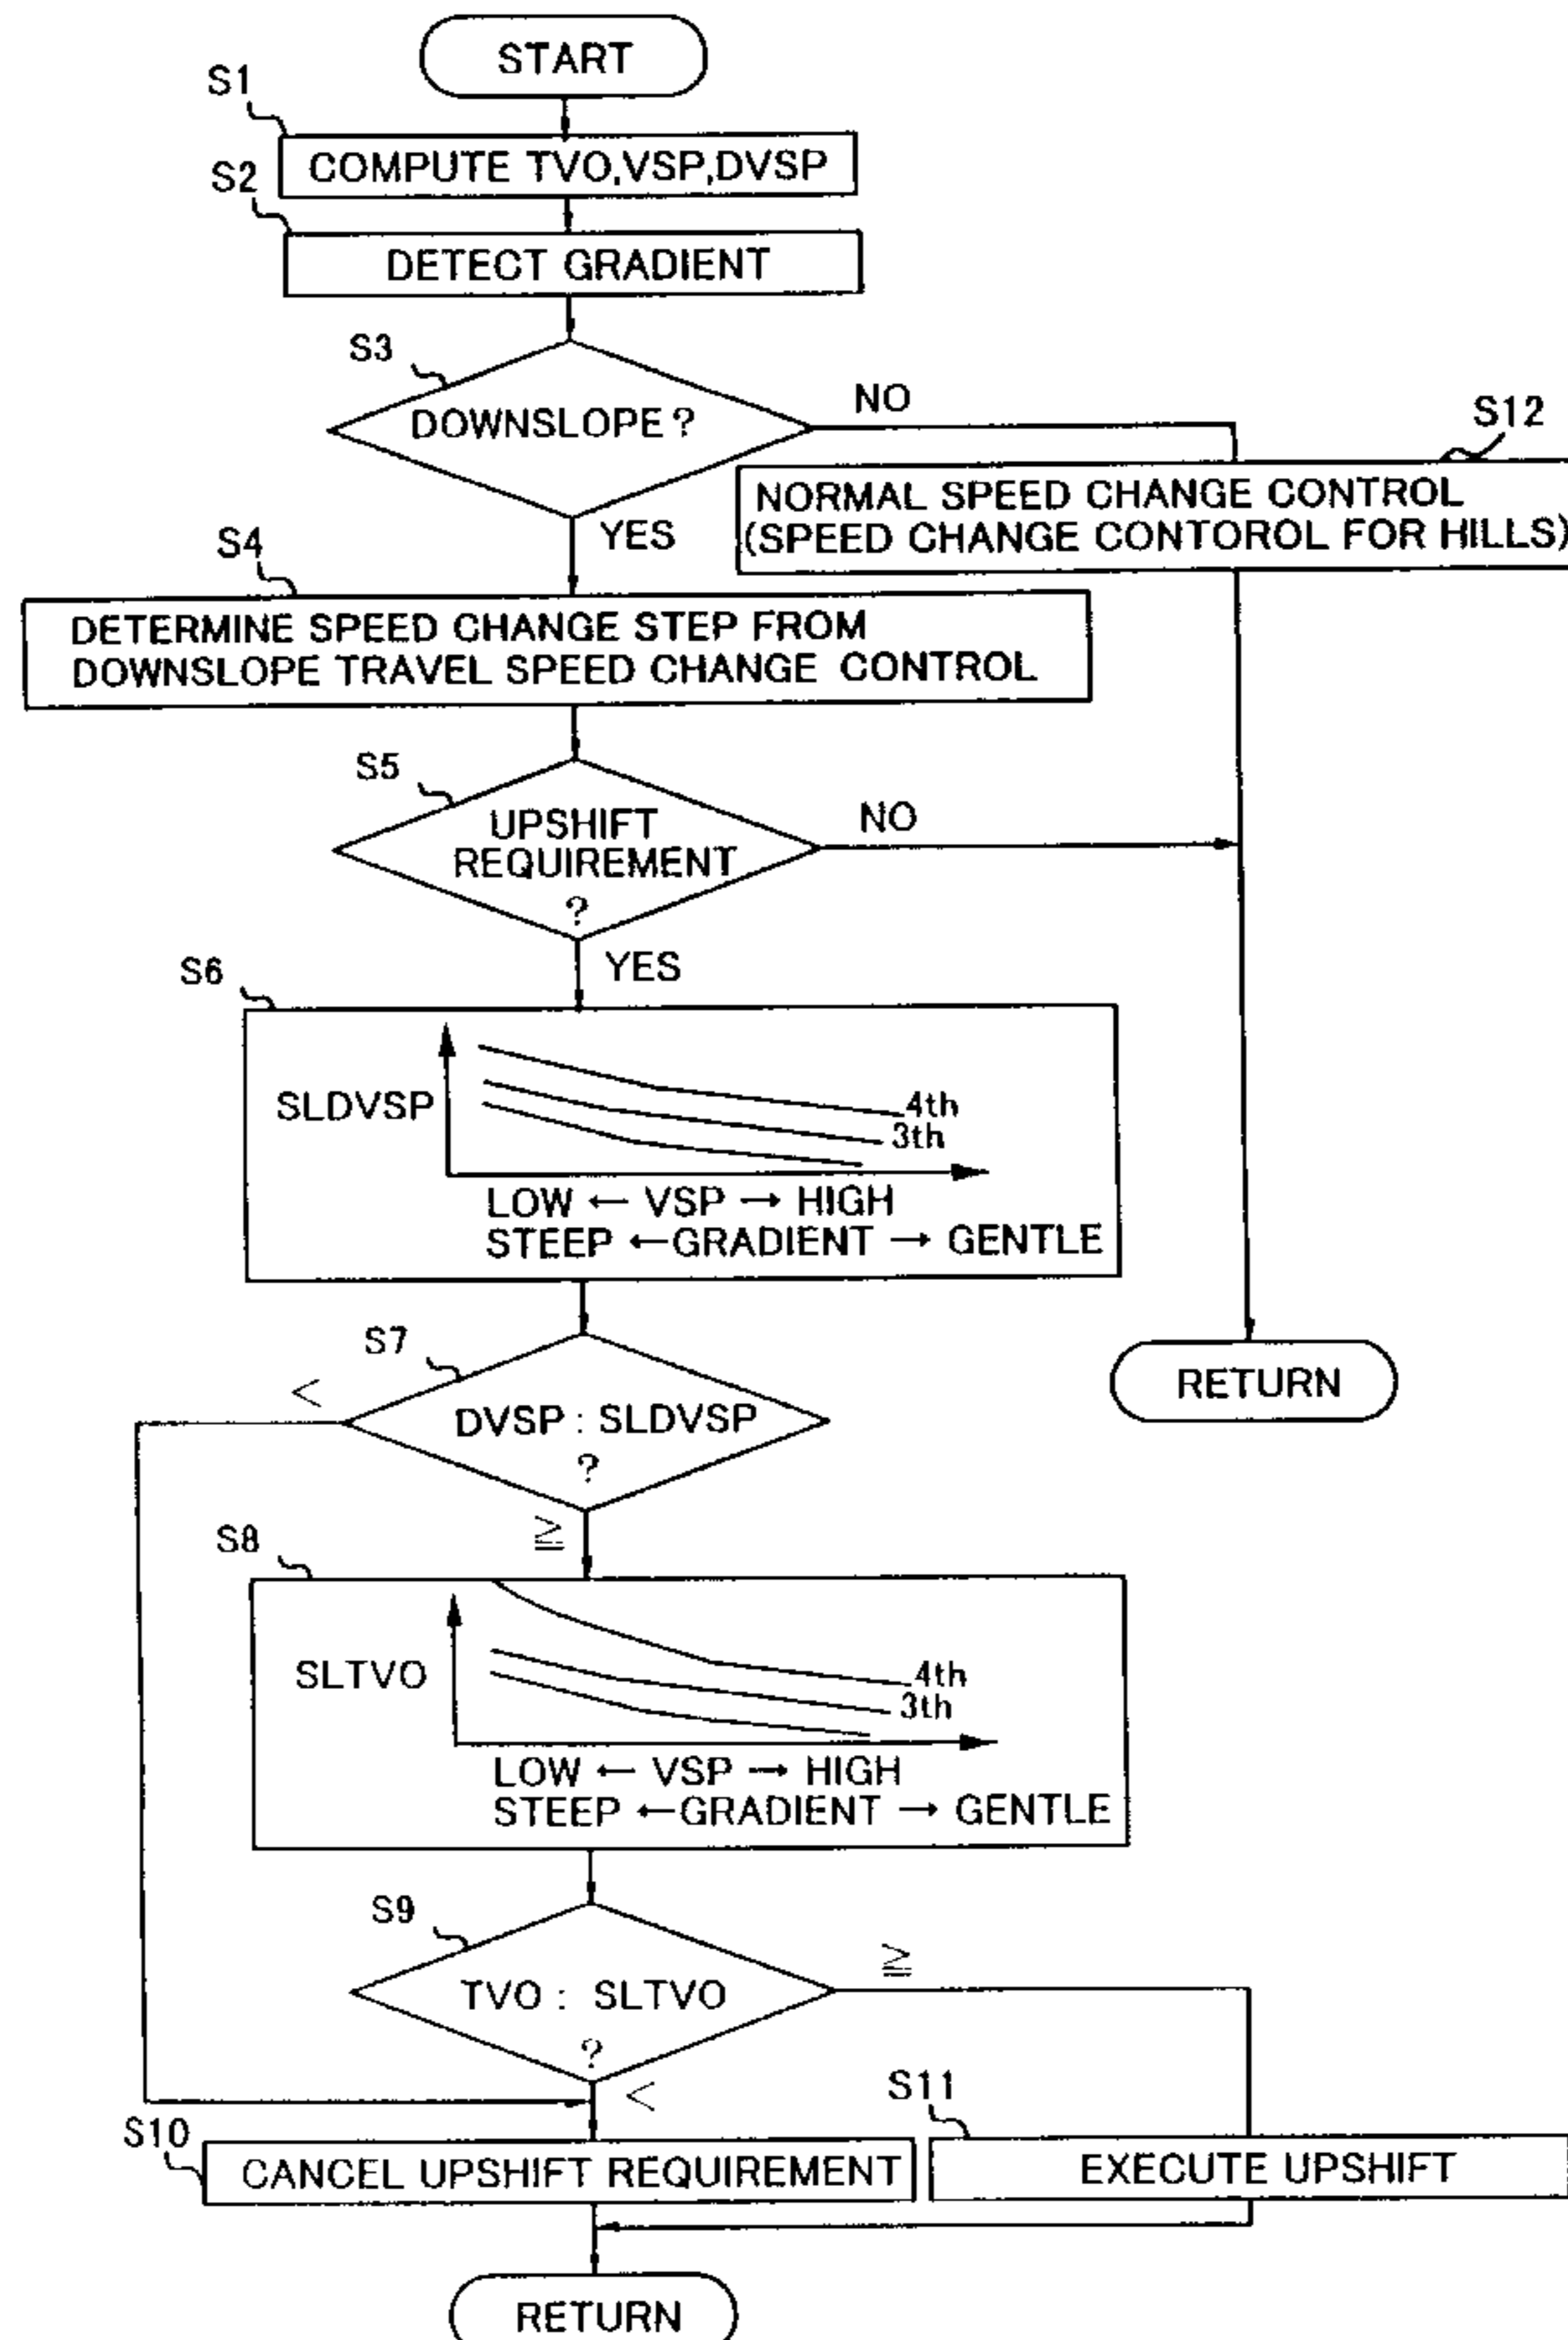 START
S1
COMPUTE TVO,VSP,DVSP
S2
DETECT GRADIENT
S3
DOWNSLOPE?
NO
S12
NORMAL SPEED CHANGE CONTROL
(SPEED CHANGE CONTOROL FOR HILLS)
YES
S4
DETERMINE SPEED CHANGE STEP FROM
DOWNSLOPE TRAVEL SPEED CHANGE CONTROL
S5
UPSHIFT
REQUIREMENT
?
NO
YES
S6
SLDVSP
4th
3th
LOW ← VSP → HIGH
STEEP ←GRADIENT → GENTLE
S7
<
DVSP : SLDVSP
?
≧
RETURN
S8
SLTVO
4th
3th
LOW ← VSP → HIGH
STEEP ←GRADIENT → GENTLE
S9
TVO : SLTVO
?
≧
<
S10
CANCEL UPSHIFT REQUIREMENT
S11
EXECUTE UPSHIFT
RETURN